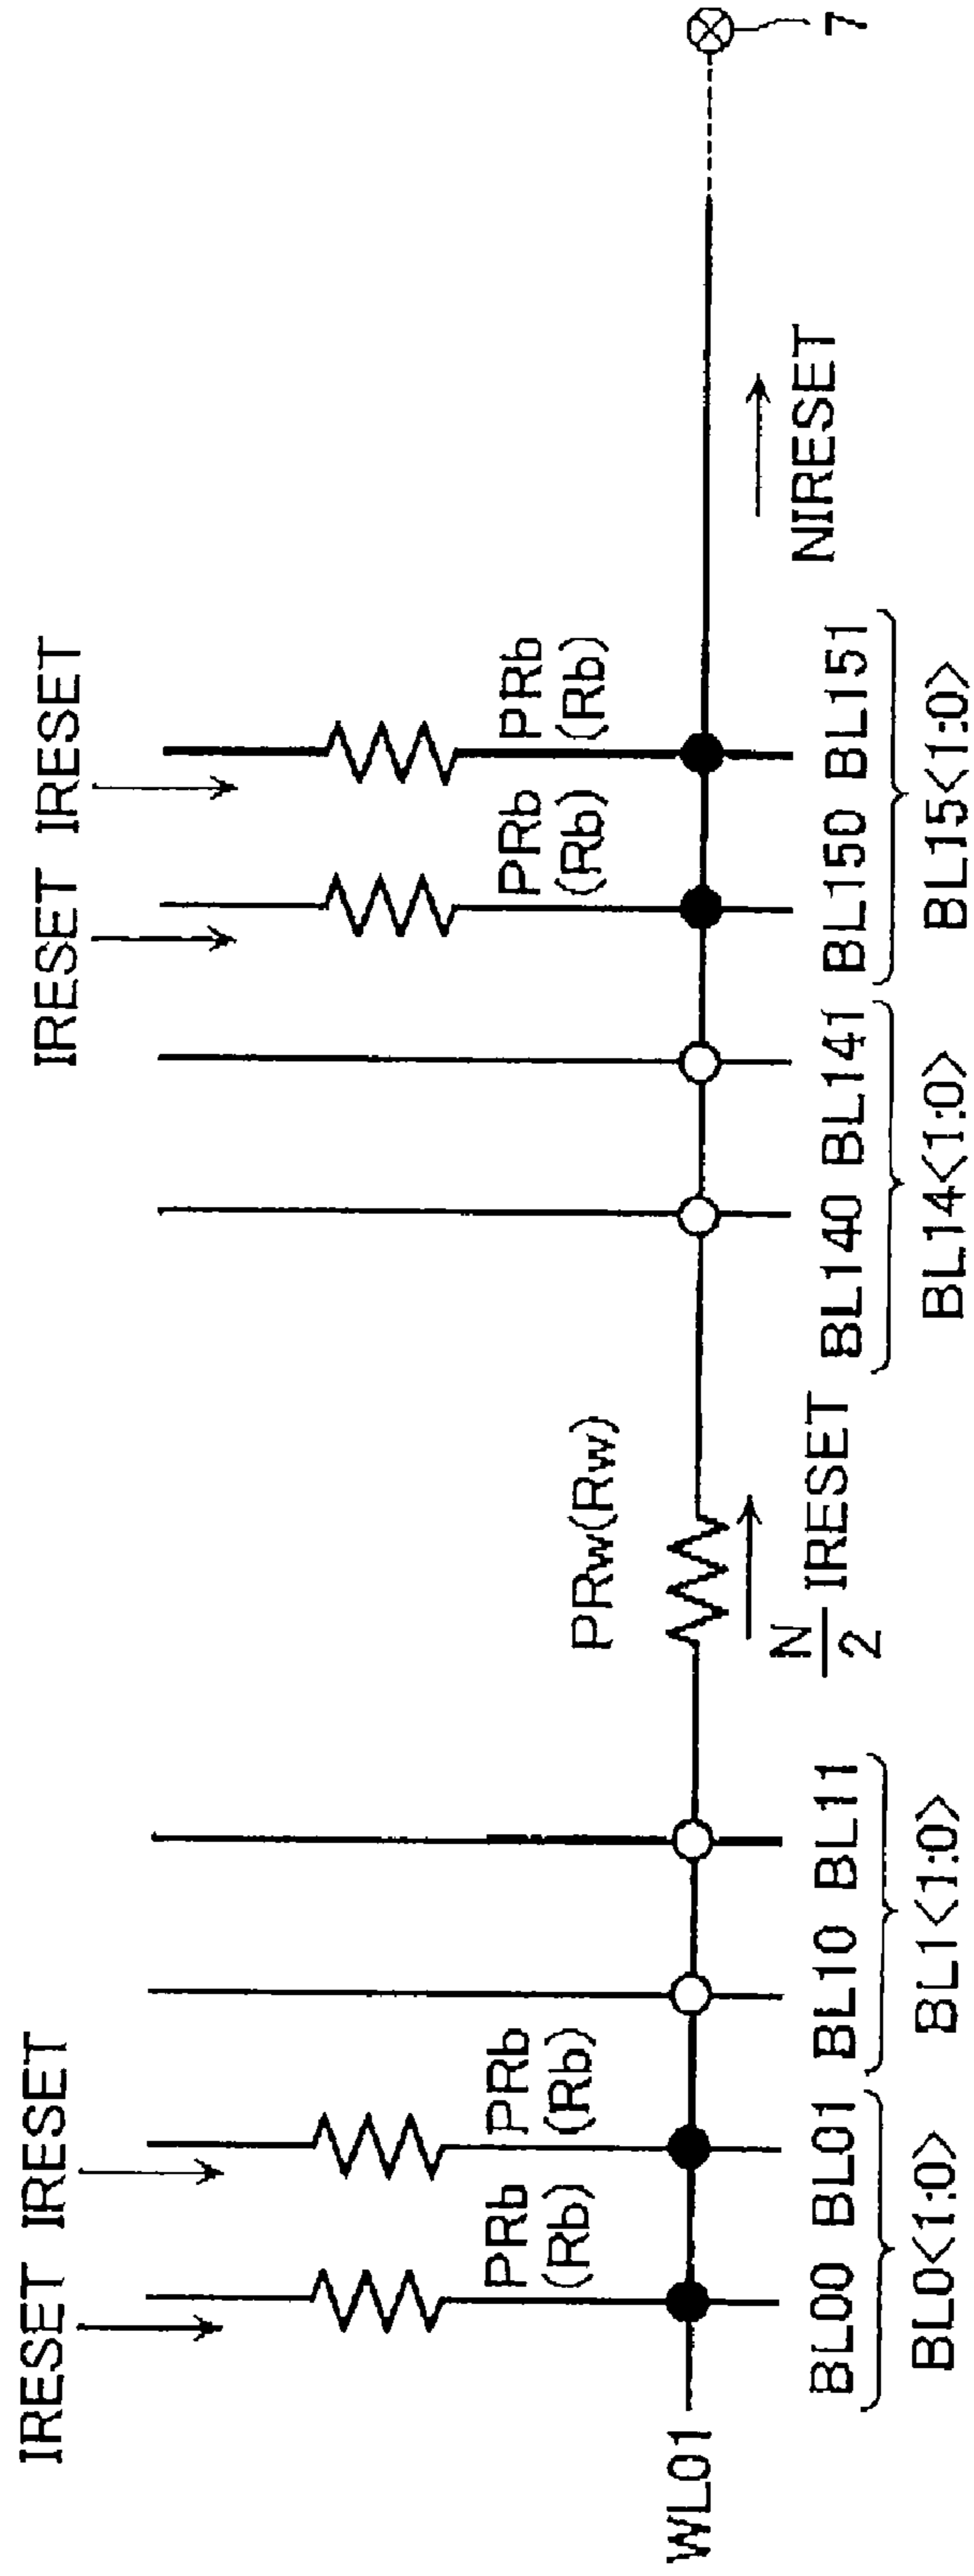 IRESET IRESET
IRESET IRESET
PRb
(Rb)
PRb
(Rb)
PRw(Rw)
PRb
(Rb)
PRb
(Rb)
7
WL01
N/2 IRESET
NIRESET
BL00 BL01 BL10 BL11 BL140 BL141 BL150 BL151
BL0<1:0> BL1<1:0> BL14<1:0> BL15<1:0>